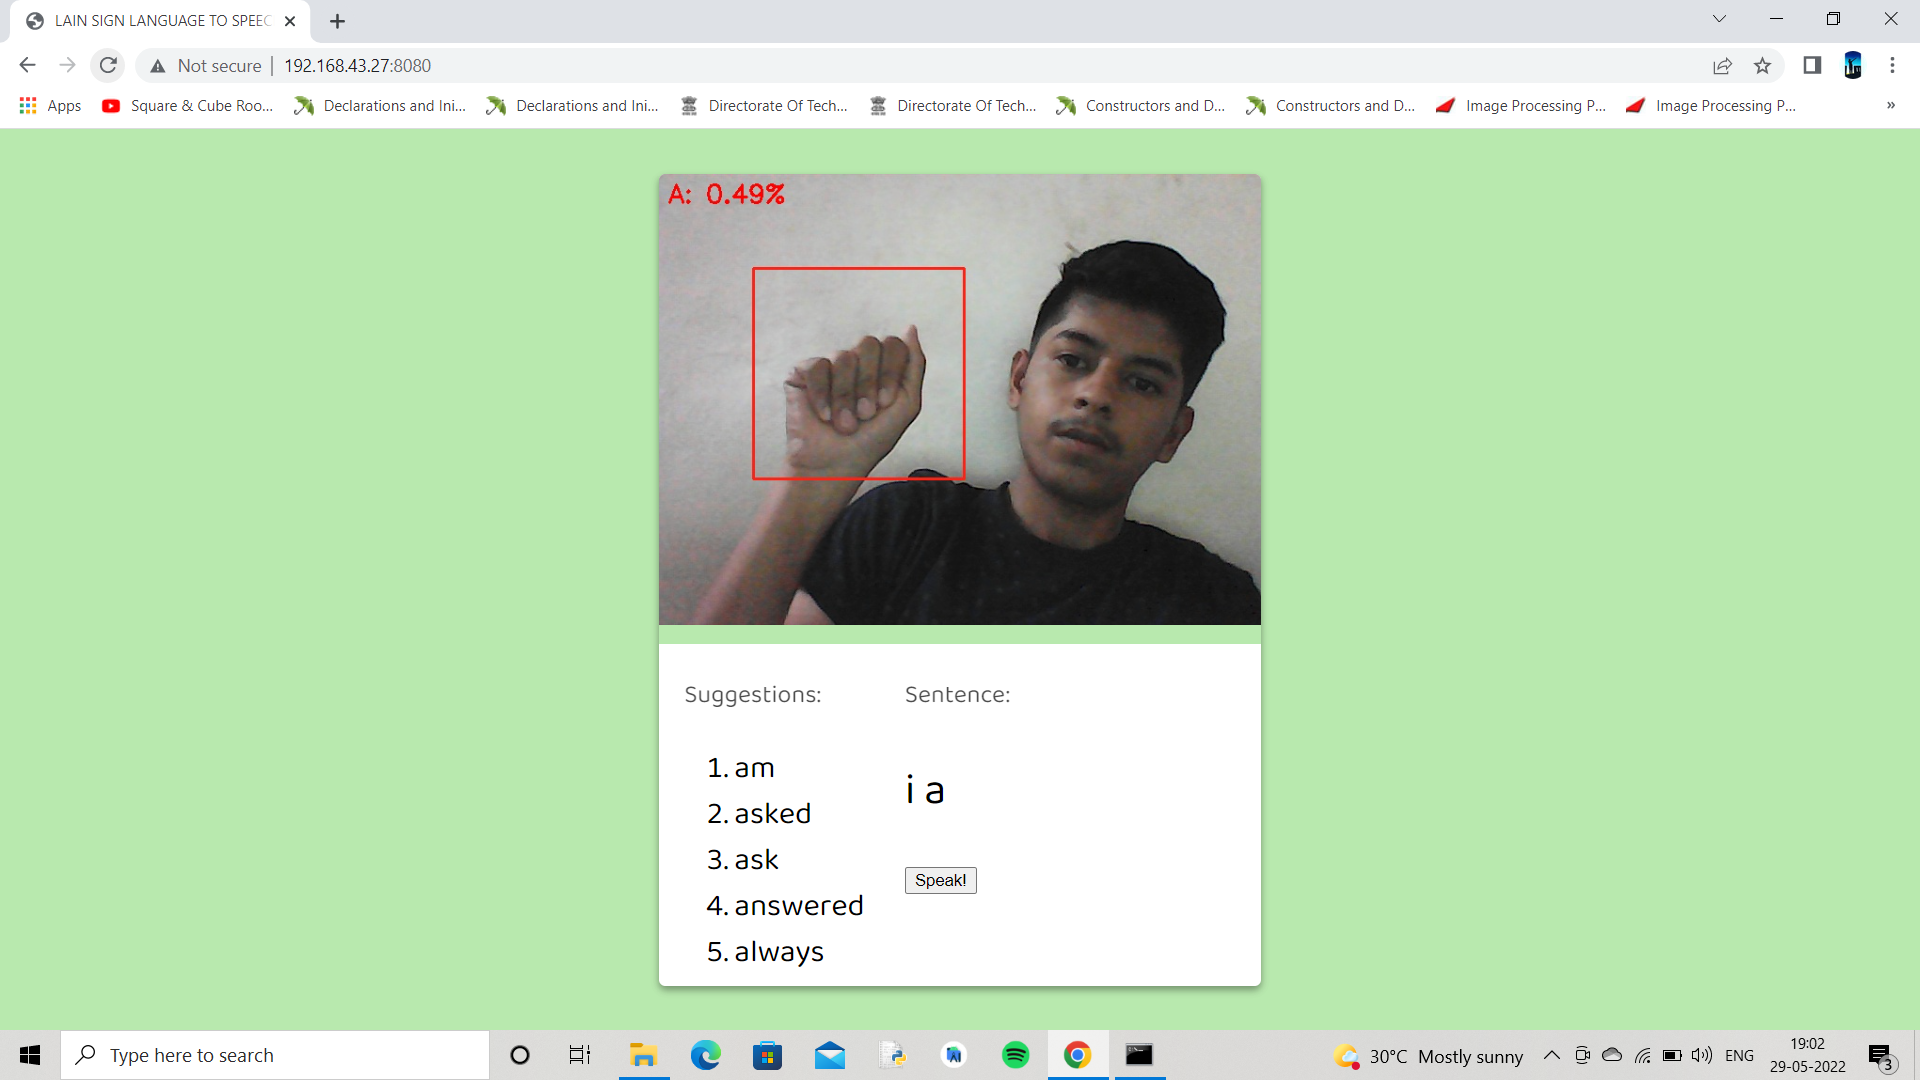 LAIN SIGN LANGUAGE TO SPEEC
Not secure | 192.168.43.27:8080
Apps Square & Cube Roo... Declarations and Ini... Declarations and Ini... Directorate Of Tech... Directorate Of Tech... Constructors and D... Constructors and D... Image Processing P... Image Processing P... »
A: 0.49%
Suggestions:
1. am
2. asked
3. ask
4. answered
5. always
Sentence:
i a
Speak!
Type here to search
30°C Mostly sunny
ENG
19:02
29-05-2022
3